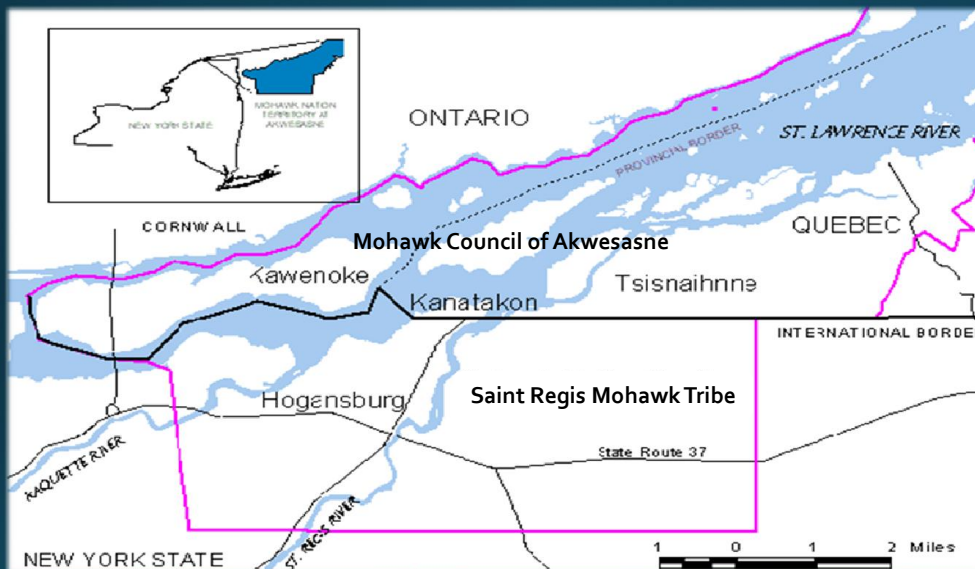 NEW YORK STATE
MOHAWK NATION
TERRITORY AT
AKWESASNE
ONTARIO
PROVINCIAL BORDER
ST. LAWRENCE RIVER
CORNWALL
QUEBEC
Mohawk Council of Akwesasne
Kawenoke
Tsisnaihnne
Kanatakon
INTERNATIONAL BORDE
Hogansburg
Saint Regis Mohawk Tribe
State Route 37
RAQUETTE RIVER
ST. REGIS RIVER
NEW YORK STATE
1 0 1 2 Miles